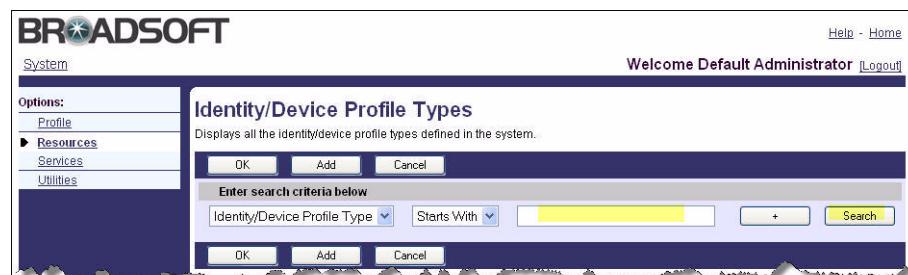 BROADSOFT
Help - Home
System
Welcome Default Administrator [Logout]
Options:
Profile
Resources
Services
Utilities
Identity/Device Profile Types
Displays all the identity/device profile types defined in the system.
OK Add Cancel
Enter search criteria below
Identity/Device Profile Type Starts With + Search
OK Add Cancel